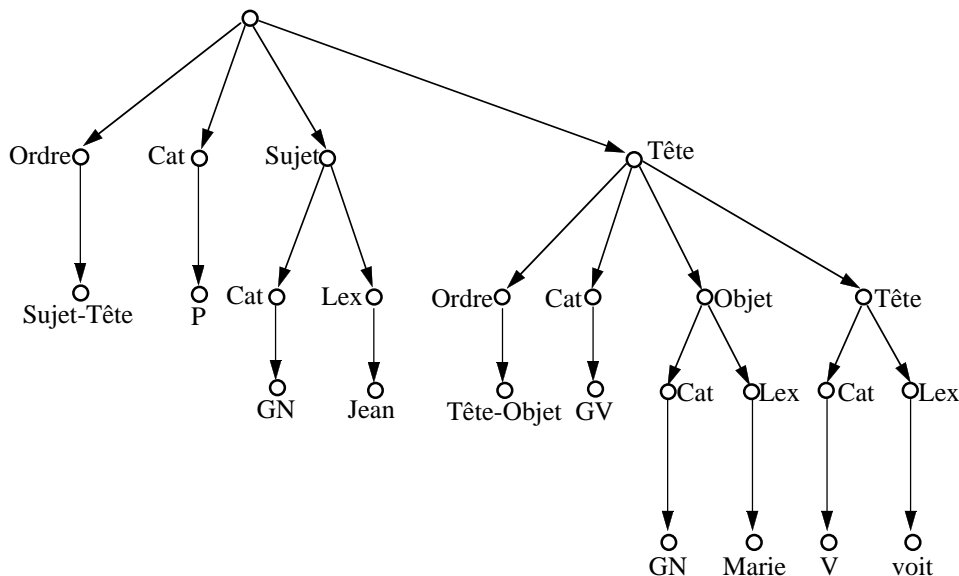 Ordre Cat Sujet Tête
Sujet-Tête P Cat Lex Ordre Cat Objet Tête
GN Jean Tête-Objet GV Cat Lex Cat Lex
GN Marie V voit